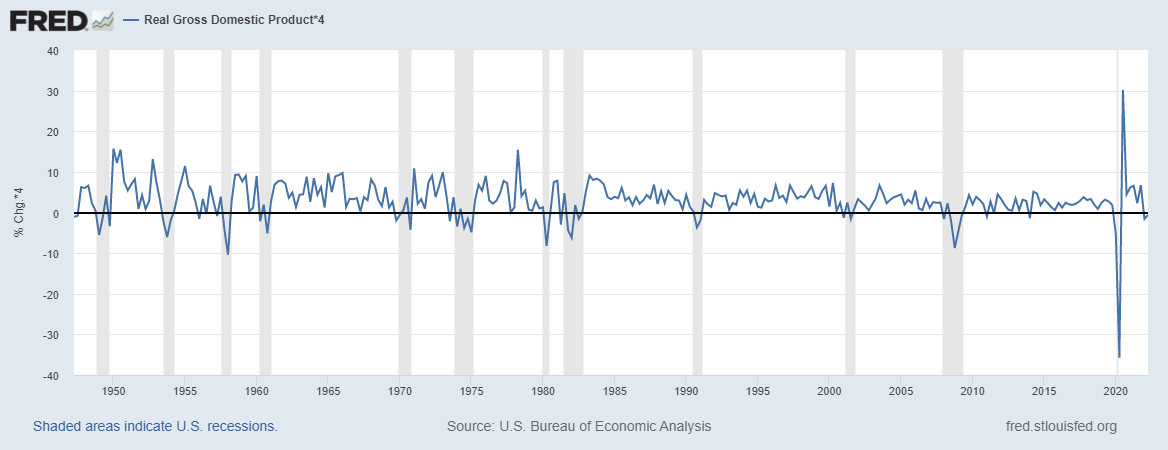 FRED
Real Gross Domestic Product*4
% Chg.*4
40
30
20
10
0
-10
-20
-30
-40
1950 1955 1960 1965 1970 1975 1980 1985 1990 1995 2000 2005 2010 2015 2020
Shaded areas indicate U.S. recessions. Source: U.S. Bureau of Economic Analysis fred.stlouisfed.org